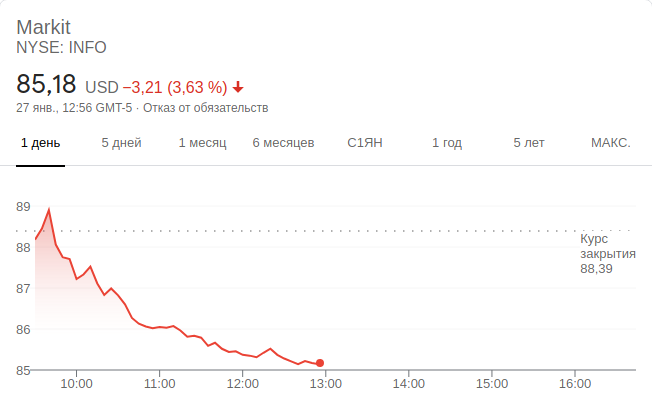 Markit
NYSE: INFO
85,18 USD −3,21 (3,63 %)
27 янв., 12:56 GMT-5 · Отказ от обязательств
1 день 5 дней 1 месяц 6 месяцев С1ЯН 1 год 5 лет МАКС.
89
88
87
86
85
Курс
закрытия
88,39
10:00 11:00 12:00 13:00 14:00 15:00 16:00